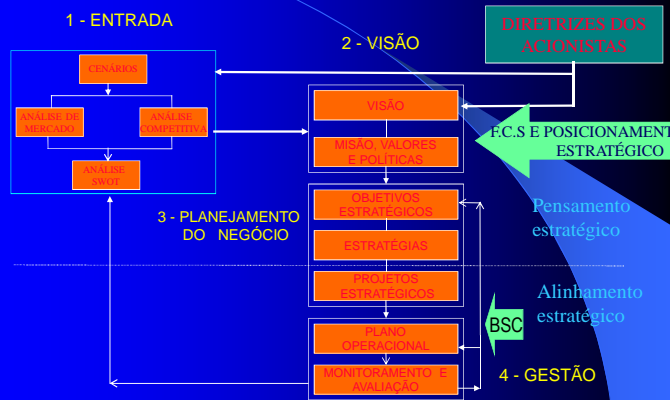 1 - ENTRADA
2 - VISÃO
DIRETRIZES DOS
ACIONISTAS
CENÁRIOS
ANÁLISE DE
MERCADO
ANÁLISE
COMPETITIVA
ANÁLISE
SWOT
VISÃO
MISÃO, VALORES
E POLÍTICAS
F.C.S E POSICIONAMENT
ESTRATÉGICO
3 - PLANEJAMENTO
DO NEGÓCIO
OBJETIVOS
ESTRATÉGICOS
ESTRATÉGIAS
PROJETOS
ESTRATÉGICOS
Pensamento
estratégico
Alinhamento
estratégico
BSC
PLANO
OPERACIONAL
MONITORAMENTO E
AVALIAÇÃO
4 - GESTÃO